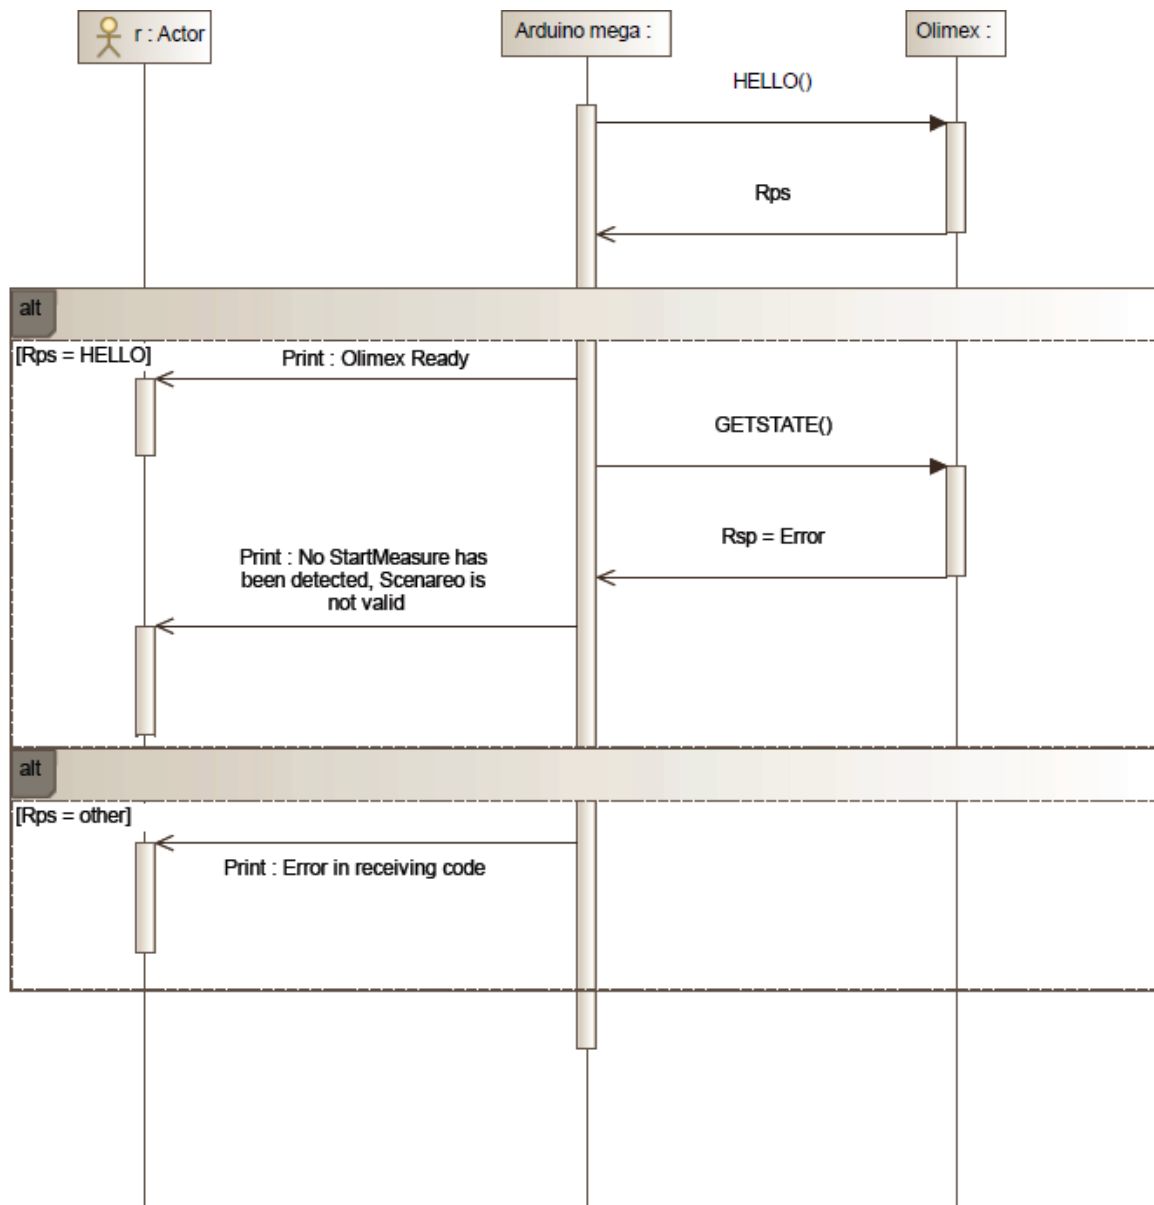 r : Actor
Arduino mega :
Olimex :
HELLO()
Rps
alt
[Rps = HELLO]
Print : Olimex Ready
GETSTATE()
Rsp = Error
Print : No StartMeasure has
been detected, Scenareo is
not valid
alt
[Rps = other]
Print : Error in receiving code